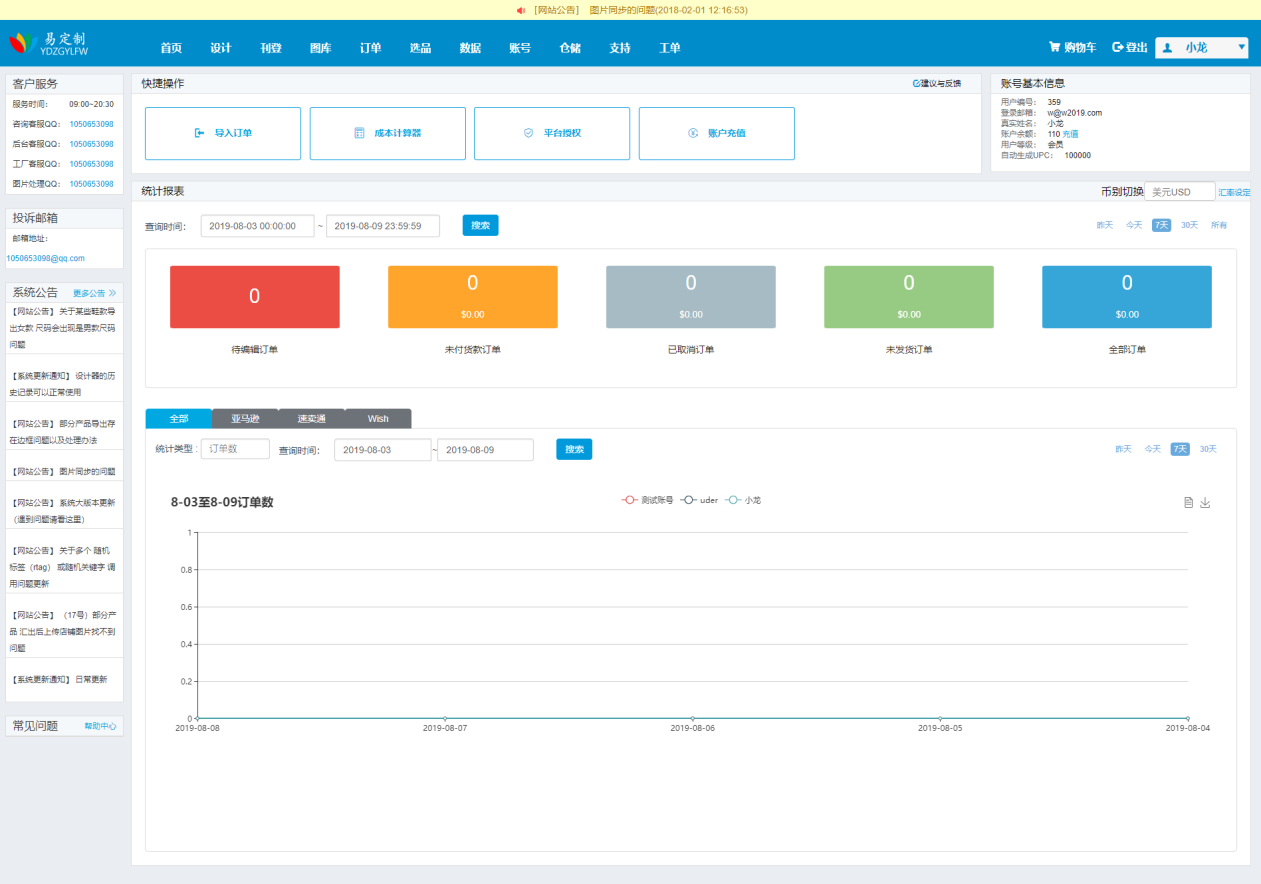 [网站公告] 图片同步的问题(2018-02-01 12:16:53)
易定制
YDZGYLFW
首页 设计 刊登 图库 订单 选品 数据 账号 仓储 支持 工单
购物车 登出 小龙
客户服务
服务时间: 09:00~20:30
咨询客服QQ: 1050653098
后台客服QQ: 1050653098
工厂客服QQ: 1050653098
图片处理QQ: 1050653098
投诉邮箱
邮箱地址:
1050653098@qq.com
系统公告 更多公告
【网站公告】 关于某些鞋款导
出女款 尺码会出现是男款尺码
问题
【系统更新通知】 设计器的历
史记录可以正常使用
【网站公告】 部分产品导出存
在边框问题以及处理办法
【网站公告】 图片同步的问题
【网站公告】 系统大版本更新
(遇到问题请看这里)
【网站公告】 关于多个 随机
标签(rtag) 或随机关键字 调
用问题更新
【网站公告】 (17号)部分产
品 汇出后上传店铺图片找不到
问题
【系统更新通知】 日常更新
常见问题 帮助中心
快捷操作 建议与反馈
导入订单 成本计算器 平台授权 账户充值
账号基本信息
用户编号: 359
登录邮箱: w@w2019.com
真实姓名: 小龙
账户余额: 110 充值
用户等级: 会员
自动生成UPC: 100000
统计报表 币别切换 美元USD 汇率设定
查询时间: 2019-08-03 00:00:00 ~ 2019-08-09 23:59:59 搜索 昨天 今天 7天 30天 所有
0 0 0 0 0
$0.00 $0.00 $0.00 $0.00
待编辑订单 未付货款订单 已取消订单 未发货订单 全部订单
全部 亚马逊 速卖通 Wish
统计类型: 订单数 查询时间: 2019-08-03 ~ 2019-08-09 搜索 昨天 今天 7天 30天
8-03至8-09订单数 测试账号 uder 小龙
1
0.8
0.6
0.4
0.2
0
2019-08-08 2019-08-07 2019-08-06 2019-08-05 2019-08-04